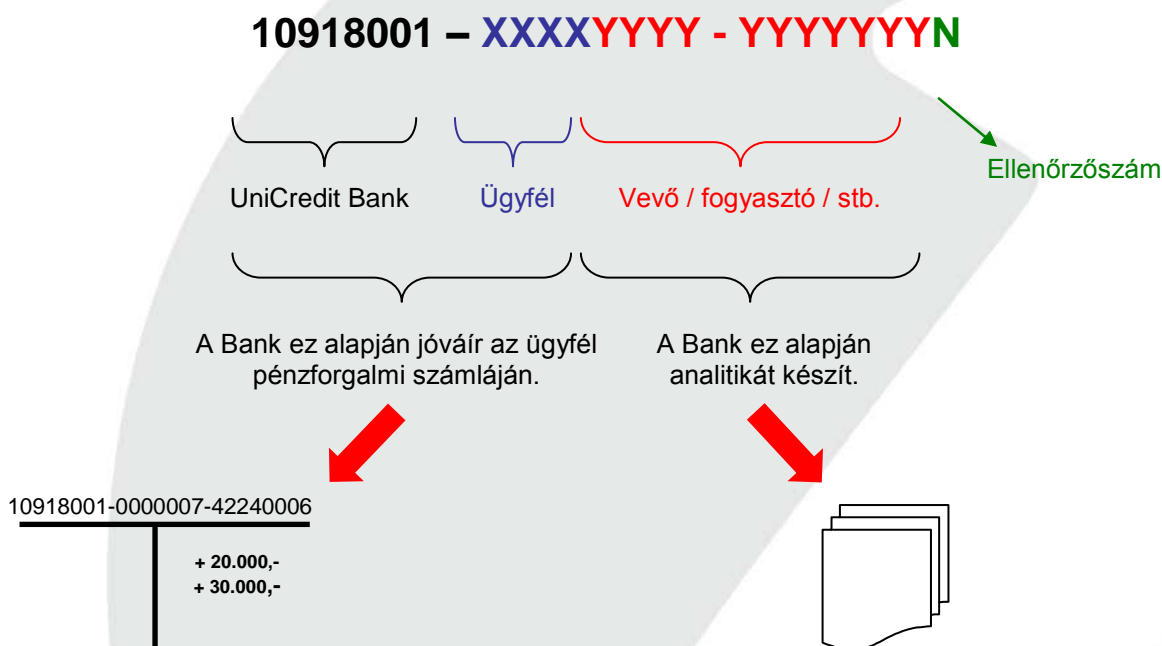 10918001 – XXXXYYYY - YYYYYYYN
Ellenőrzőszám
UniCredit Bank Ügyfél Vevő / fogyasztó / stb.
A Bank ez alapján jóváír az ügyfél
pénzforgalmi számláján.
A Bank ez alapján
analitikát készít.
10918001-0000007-42240006
+ 20.000,-
+ 30.000,-